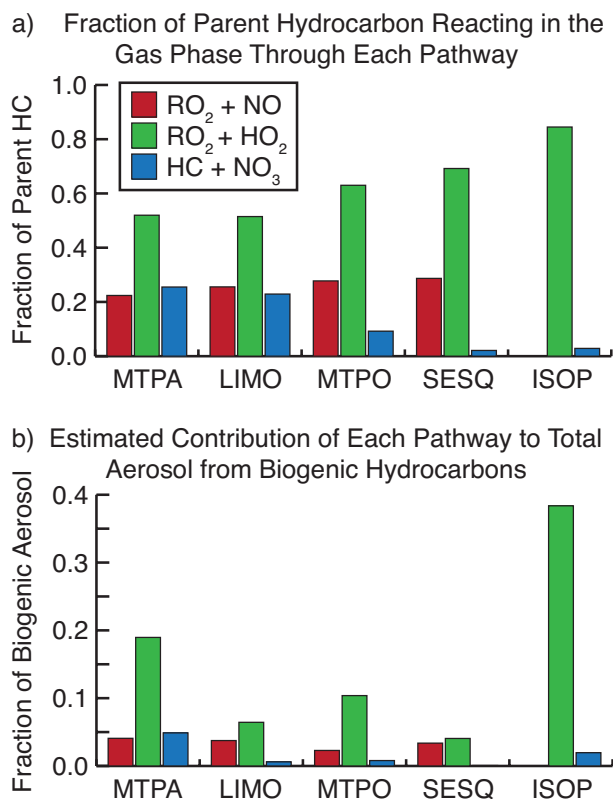 a) Fraction of Parent Hydrocarbon Reacting in the
Gas Phase Through Each Pathway
Fraction of Parent HC
1.0
0.8
0.6
0.4
0.2
0.0
RO₂ + NO
RO₂ + HO₂
HC + NO₃
MTPA LIMO MTPO SESQ ISOP
b) Estimated Contribution of Each Pathway to Total
Aerosol from Biogenic Hydrocarbons
Fraction of Biogenic Aerosol
0.4
0.3
0.2
0.1
0.0
MTPA LIMO MTPO SESQ ISOP